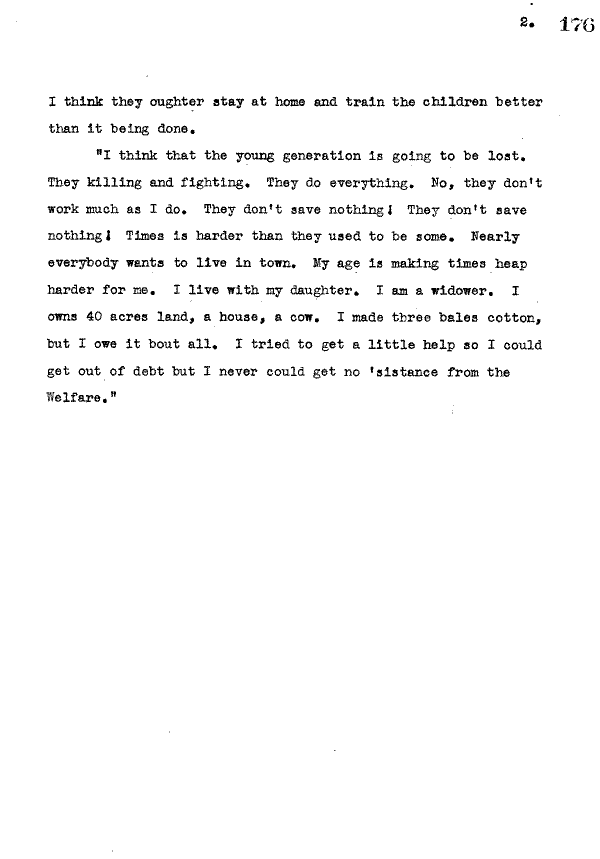 2. 176
I think they oughter stay at home and train the children better
than it being done.
"I think that the young generation is going to be lost.
They killing and fighting. They do everything. No, they don't
work much as I do. They don't save nothing! They don't save
nothing! Times is harder than they used to be some. Nearly
everybody wants to live in town. My age is making times heap
harder for me. I live with my daughter. I am a widower. I
owns 40 acres land, a house, a cow. I made three bales cotton,
but I owe it bout all. I tried to get a little help so I could
get out of debt but I never could get no 'sistance from the
Welfare."